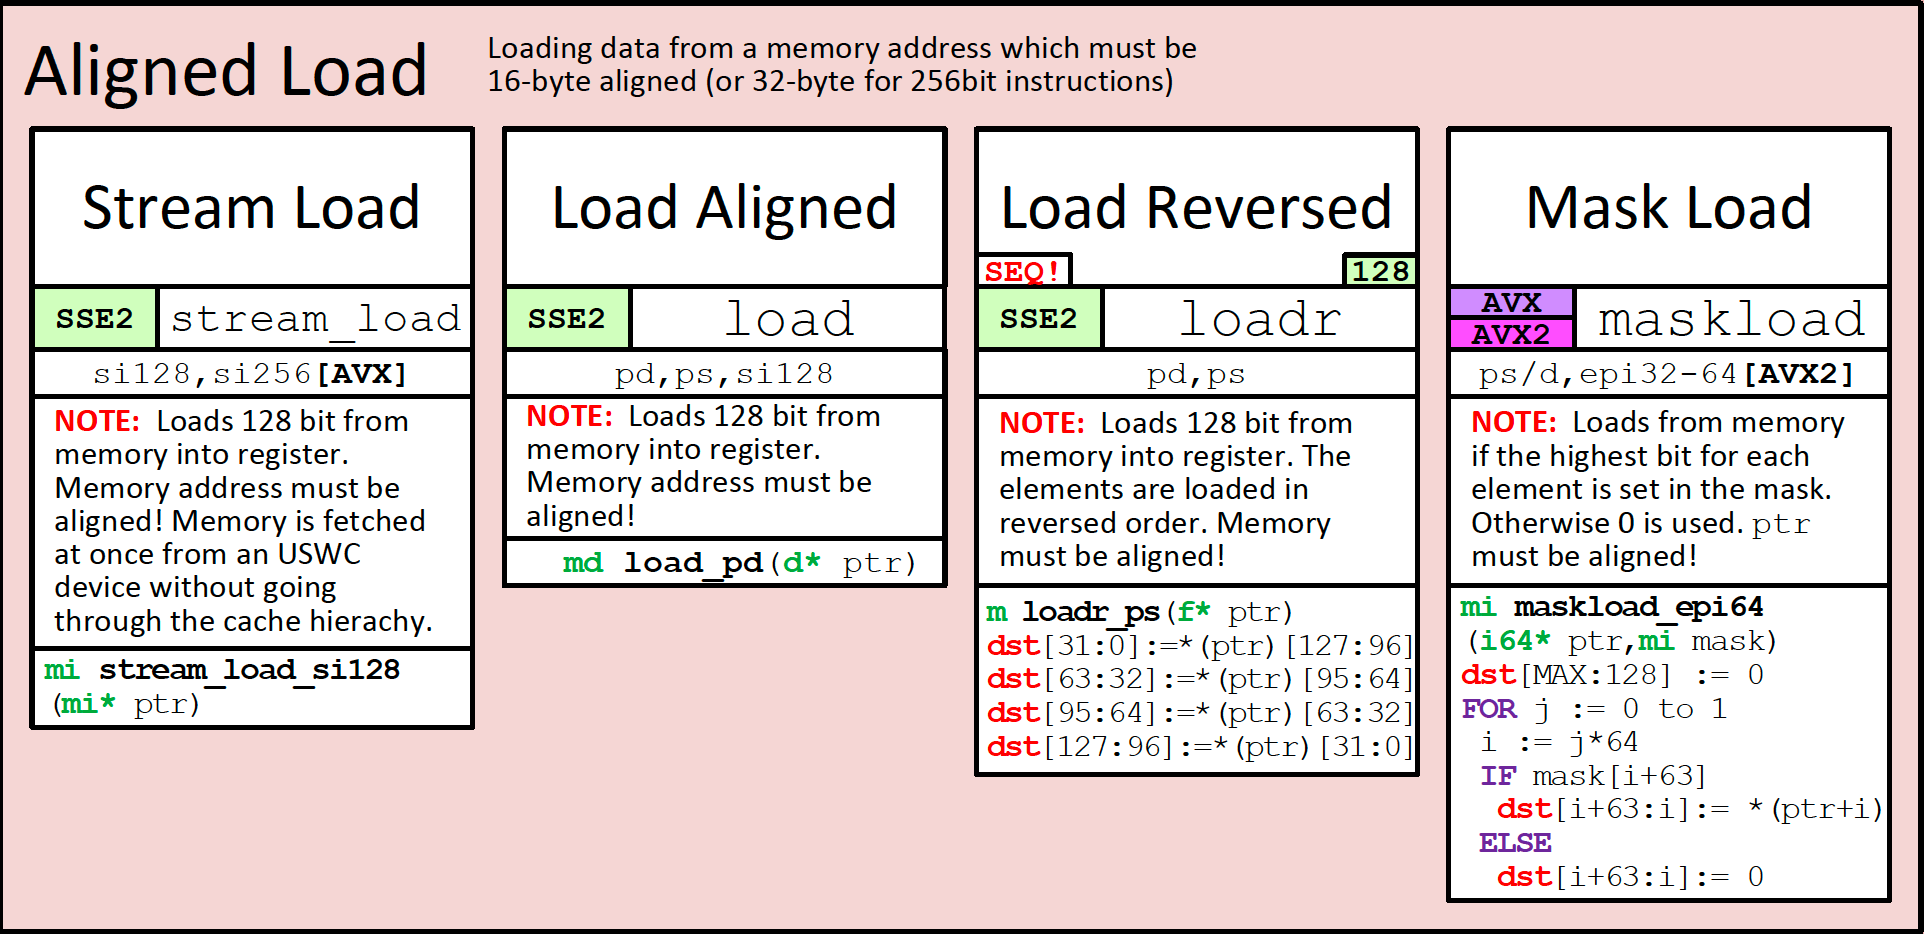 Aligned Load
Loading data from a memory address which must be
16-byte aligned (or 32-byte for 256bit instructions)
Stream Load
SSE2
stream_load
si128,si256[AVX]
NOTE: Loads 128 bit from
memory into register.
Memory address must be
aligned! Memory is fetched
at once from an USWC
device without going
through the cache hierachy.
mi stream_load_si128
(mi* ptr)
Load Aligned
SSE2
load
pd,ps,si128
NOTE: Loads 128 bit from
memory into register.
Memory address must be
aligned!
md load_pd(d* ptr)
Load Reversed
SEQ!
128
SSE2
loadr
pd,ps
NOTE: Loads 128 bit from
memory into register. The
elements are loaded in
reversed order. Memory
must be aligned!
m loadr_ps(f* ptr)
dst[31:0]:=*(ptr)[127:96]
dst[63:32]:=*(ptr)[95:64]
dst[95:64]:=*(ptr)[63:32]
dst[127:96]:=*(ptr)[31:0]
Mask Load
AVX
AVX2
maskload
ps/d,epi32-64[AVX2]
NOTE: Loads from memory
if the highest bit for each
element is set in the mask.
Otherwise 0 is used. ptr
must be aligned!
mi maskload_epi64
(i64* ptr,mi mask)
dst[MAX:128] := 0
FOR j := 0 to 1
i := j*64
IF mask[i+63]
dst[i+63:i]:= *(ptr+i)
ELSE
dst[i+63:i]:= 0